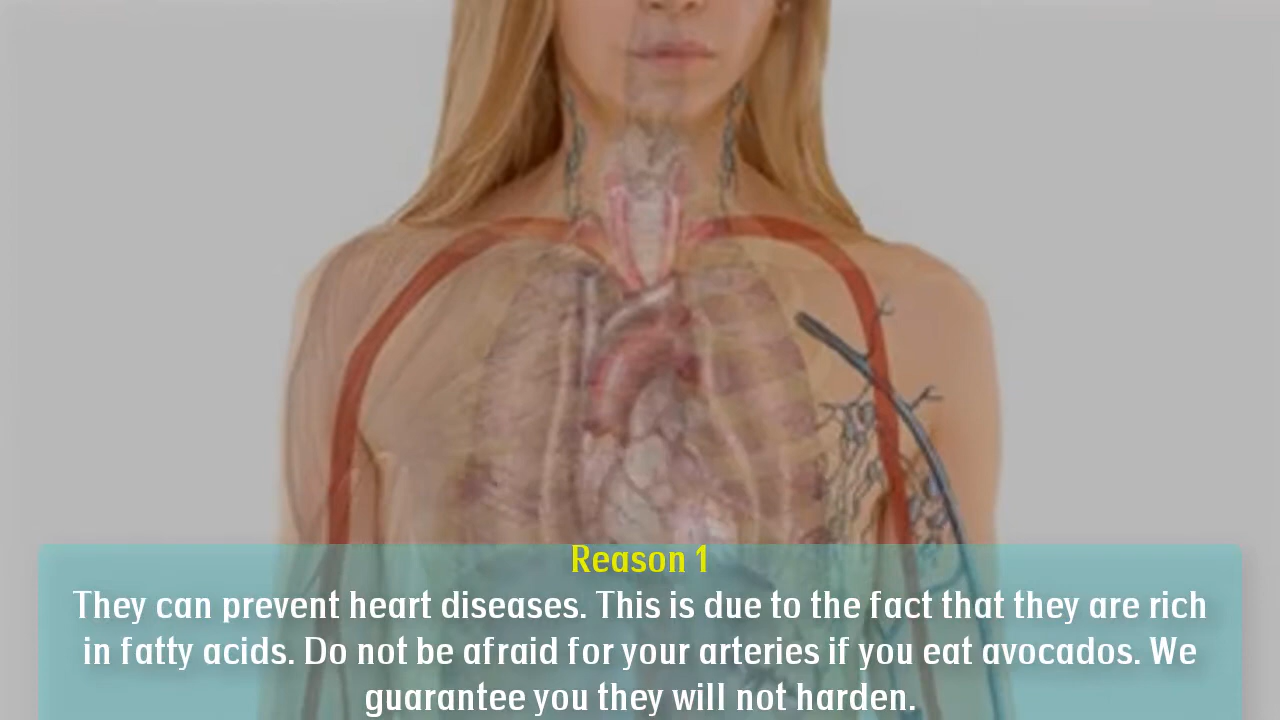 Reason 1
They can prevent heart diseases. This is due to the fact that they are rich
in fatty acids. Do not be afraid for your arteries if you eat avocados. We
guarantee you they will not harden.